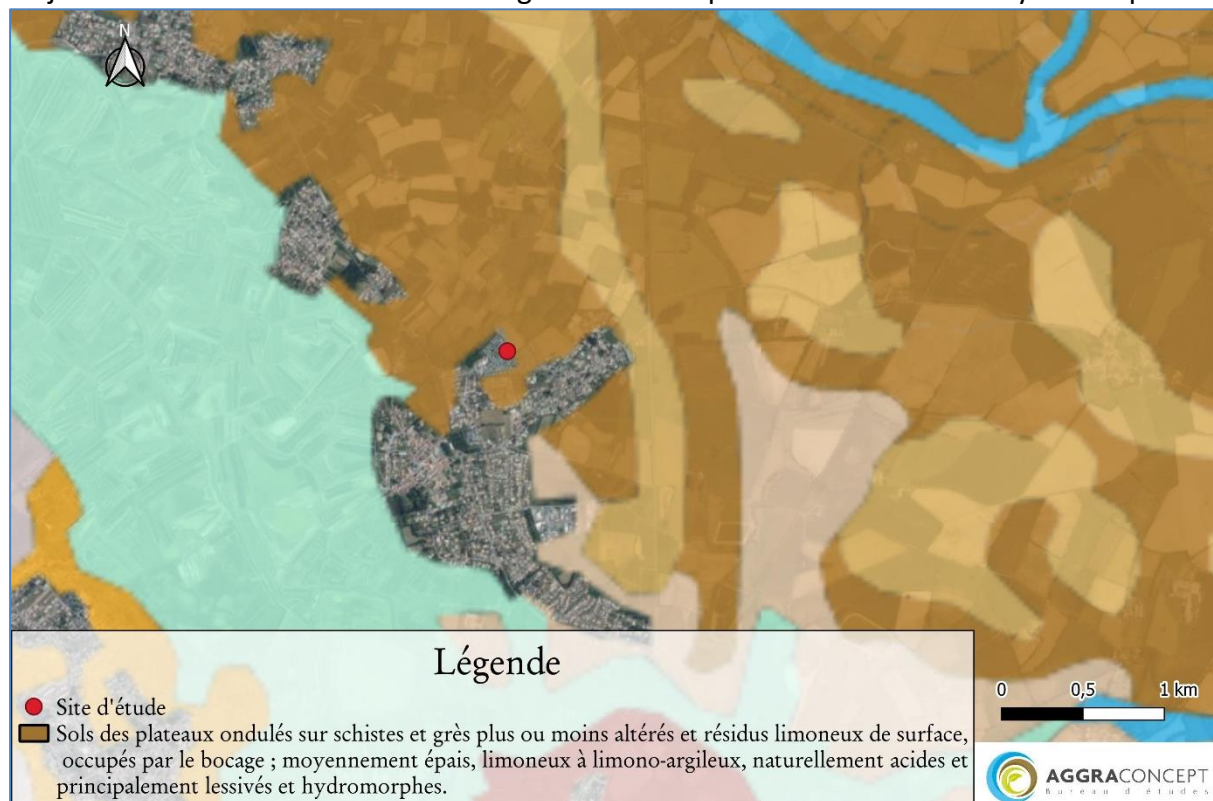 N
Légende
Site d'étude
Sols des plateaux ondulés sur schistes et grès plus ou moins altérés et résidus limoneux de surface,
occupés par le bocage ; moyennement épais, limoneux à limono-argileux, naturellement acides et
principalement lessivés et hydromorphes.
0 0,5 1 km
AGGRACONCEPT
Bureau d'études